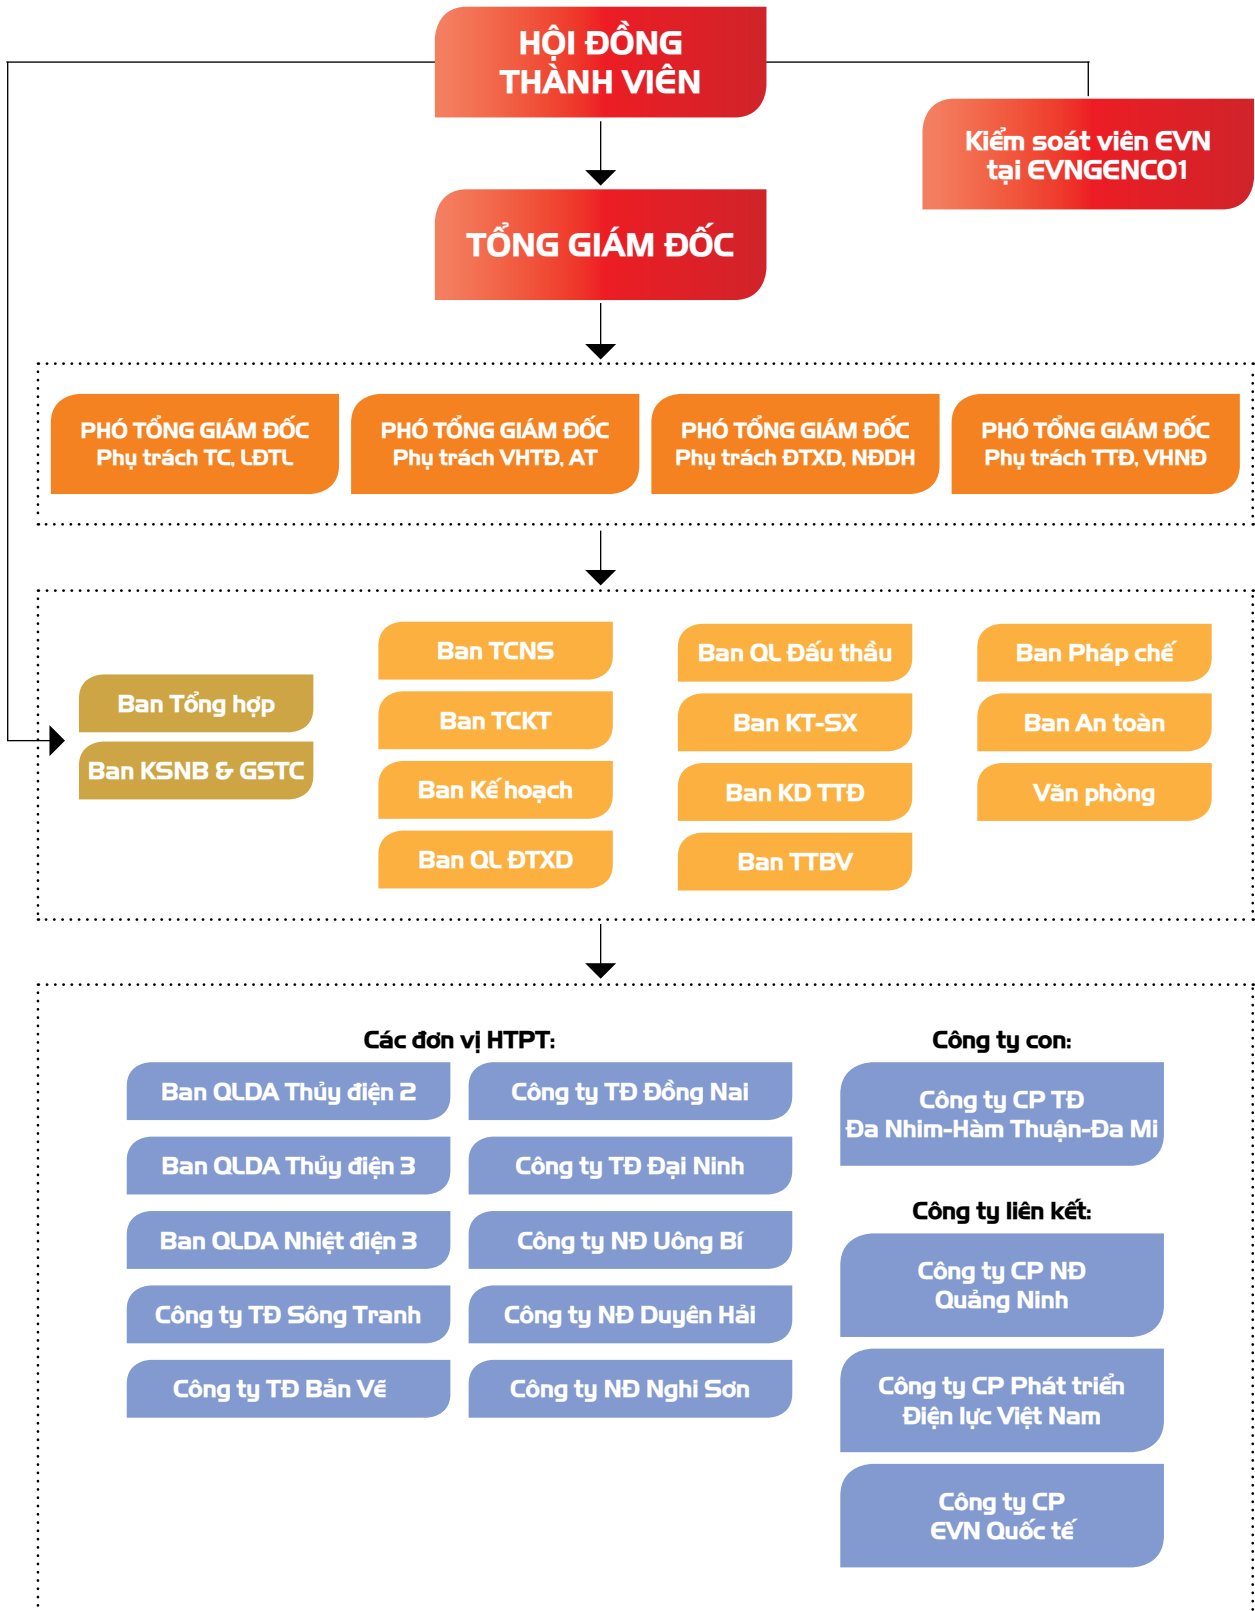 HỘI ĐỒNG
THÀNH VIÊN
Kiểm soát viên EVN
tại EVNGENCO1
TỔNG GIÁM ĐỐC
PHÓ TỔNG GIÁM ĐỐC
Phụ trách TC, LĐTL
PHÓ TỔNG GIÁM ĐỐC
Phụ trách VHTĐ, AT
PHÓ TỔNG GIÁM ĐỐC
Phụ trách ĐTXD, NĐDH
PHÓ TỔNG GIÁM ĐỐC
Phụ trách TTĐ, VHNĐ
Ban Tổng hợp
Ban KSNB & GSTC
Ban TCNS
Ban TCKT
Ban Kế hoạch
Ban QL ĐTXD
Ban QL Đấu thầu
Ban KT-SX
Ban KD TTĐ
Ban TTBV
Ban Pháp chế
Ban An toàn
Văn phòng
Các đơn vị HTPT:
Ban QLDA Thủy điện 2
Ban QLDA Thủy điện 3
Ban QLDA Nhiệt điện 3
Công ty TĐ Sông Tranh
Công ty TĐ Bản Vẽ
Công ty TĐ Đồng Nai
Công ty TĐ Đại Ninh
Công ty NĐ Uông Bí
Công ty NĐ Duyên Hải
Công ty NĐ Nghi Sơn
Công ty con:
Công ty CP TĐ
Đa Nhim-Hàm Thuận-Đa Mi
Công ty liên kết:
Công ty CP NĐ
Quảng Ninh
Công ty CP Phát triển
Điện lực Việt Nam
Công ty CP
EVN Quốc tế